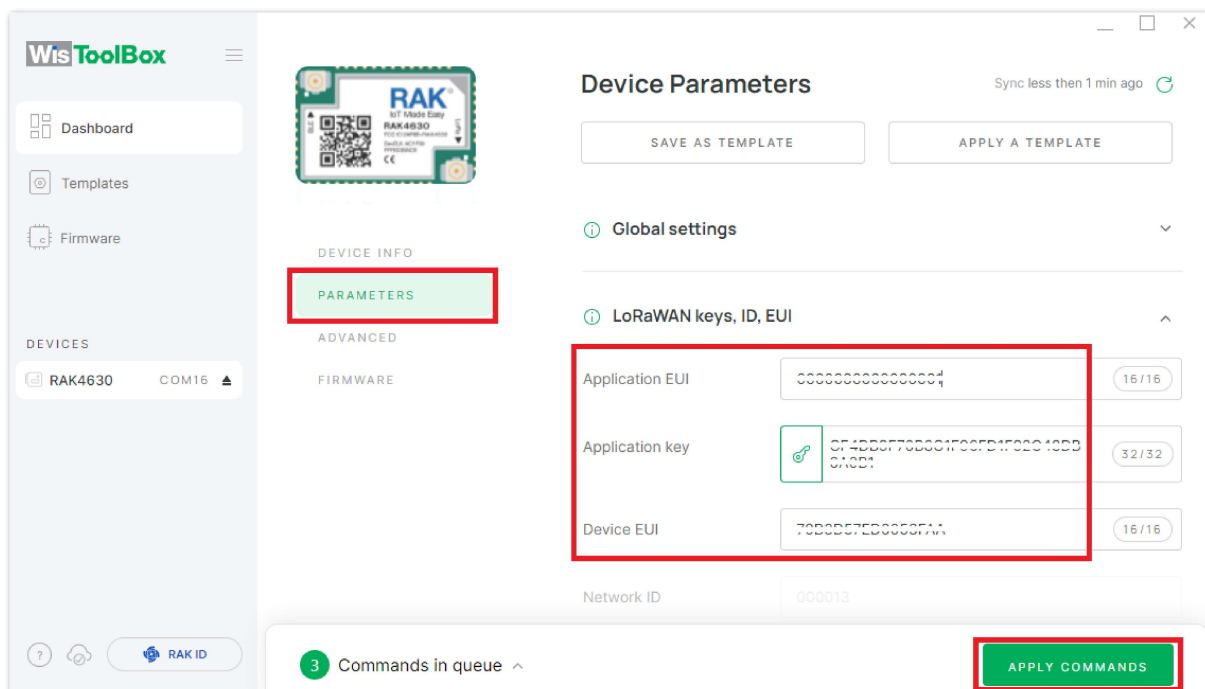 WisToolBox
Dashboard
Templates
Firmware
DEVICES
RAK4630 COM16
?
RAK ID
RAK
IoT Made Easy
RAK4630
BLE
LoRa
CE
DEVICE INFO
PARAMETERS
ADVANCED
FIRMWARE
Device Parameters
Sync less then 1 min ago
SAVE AS TEMPLATE
APPLY A TEMPLATE
Global settings
LoRaWAN keys, ID, EUI
Application EUI
16/16
Application key
32/32
Device EUI
16/16
Network ID
000013
3 Commands in queue
APPLY COMMANDS